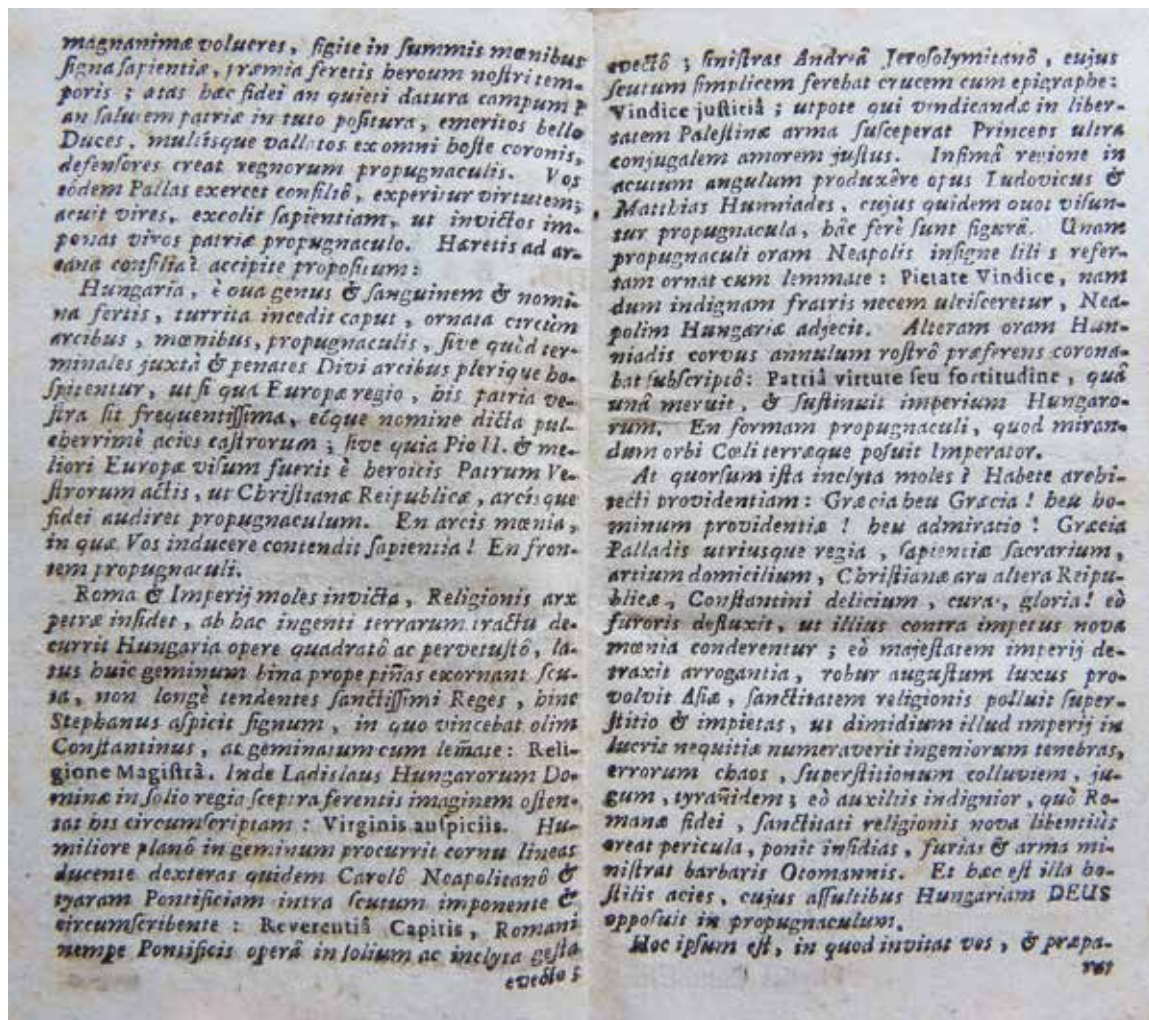 magnanimæ volucres, figite in summis mœnibus
signa sapientiæ, præmia feretis heroum nostri tem-
poris; ætas hæc fidei an quieti datura campum?
an salutem patriæ in tuto positura, emeritos bello
Duces, multisque vallatos ex omni hoste coronis,
defensores creat regnorum propugnaculis. Vos
eôdem Pallas exerces consiliô, experitur virtutem;
acuit vires, excolit sapientiam, ut invictos im-
ponat viros patriæ propugnaculo. Hæretis ad ar-
cana consilia? accipite propositum:
Hungaria, è qua genus & sanguinem & nomi-
na fertis, turrita incedit caput, ornata circùm
arcibus, mœnibus, propugnaculis, sive quòd ter-
minales juxtà & penates Divi arcibus plerique ho-
spitentur, ut si qua Europæ regio, his patria ve-
stra sit frequentissima, eòque nomine dicta pul-
cherrimè acies castrorum; sive quia Pio II. & me-
liori Europæ visum fuerit è heroicis Patrum Ve-
strorum actis, ut Christianæ Reipublicæ, arcisque
fidei audiret propugnaculum. En arcis mœnia,
in quæ Vos inducere contendit sapientia! En fron-
tem propugnaculi.
Roma & Imperij moles invicta, Religionis arx
petræ insidet, ab hac ingenti terrarum tractu de-
currit Hungaria opere quadratô ac pervetustô, la-
tus huic geminum bina prope piñas exornant scu-
ta, non longè tendentes sanctissimi Reges, hinc
Stephanus aspicit signum, in quo vincebat olim
Constantinus, at geminatum cum lem̃ate: Reli-
gione Magistrâ. Inde Ladislaus Hungarorum Do-
minæ in solio regia sceptra ferentis imaginem osten-
tat his circumscriptam: Virginis auspiciis. Hu-
miliore planô in geminum procurrit cornu lineas
ducente dexteras quidem Carolô Neapolitanô &
tyaram Pontificiam intra scutum imponente &
circumscribente: Reverentiâ Capitis, Romani
nempe Pontificis operâ in solium ac inclyta gesta
evectô;
evectô; sinistras Andreâ Jerosolymitanô, cujus
scutum simplicem ferebat crucem cum epigraphe:
Vindice justitiâ; utpote qui vindicandæ in liber-
tatem Palestinæ arma susceperat Princeps ultra
conjugalem amorem justus. Infimâ regione in
acutum angulum produxêre opus Ludovicus &
Matthias Hunniades, cujus quidem quot visun-
tur propugnacula, hâc ferè sunt figurâ. Unam
propugnaculi oram Neapolis insigne liliis refer-
tam ornat cum lemmate: Pietate Vindice, nam
dum indignam fratris necem ulcisceretur, Nea-
polim Hungariæ adjecit. Alteram oram Hun-
niadis corvus annulum rostrô præferens corona-
bat subscriptô: Patriâ virtute seu fortitudine, quâ
unâ meruit, & sustinuit imperium Hungaro-
rum. En formam propugnaculi, quod miran-
dum orbi Cœli terræque posuit Imperator.
At quorsum ista inclyta moles? Habete archi-
tecti providentiam: Græcia heu Græcia! heu ho-
minum providentiæ! heu admiratio! Græcia
Palladis utriusque regia, sapientiæ sacrarium,
artium domicilium, Christianæ ara altera Reipu-
blicæ, Constantini delicium, cura, gloria! eò
furoris defluxit, ut illius contra impetus nova
mœnia conderentur; eò majestatem imperij de-
traxit arrogantia, robur augustum luxus pro-
volvit Asiæ, sanctitatem religionis polluit super-
stitio & impietas, ut dimidium illud imperij in
lucris nequitiæ numeraverit ingeniorum tenebras,
errorum chaos, superstitionum colluviem, ju-
gum, tyrañidem; eò auxiliis indignior, quò Ro-
manæ fidei, sanctitati religionis nova libentiùs
creat pericula, ponit insidias, furias & arma mi-
nistrat barbaris Otomannis. Et hæc est illa ho-
stilis acies, cujus assultibus Hungariam DEUS
opposuit in propugnaculum.
Hoc ipsum est, in quod invitat vos, & præpa-
rat